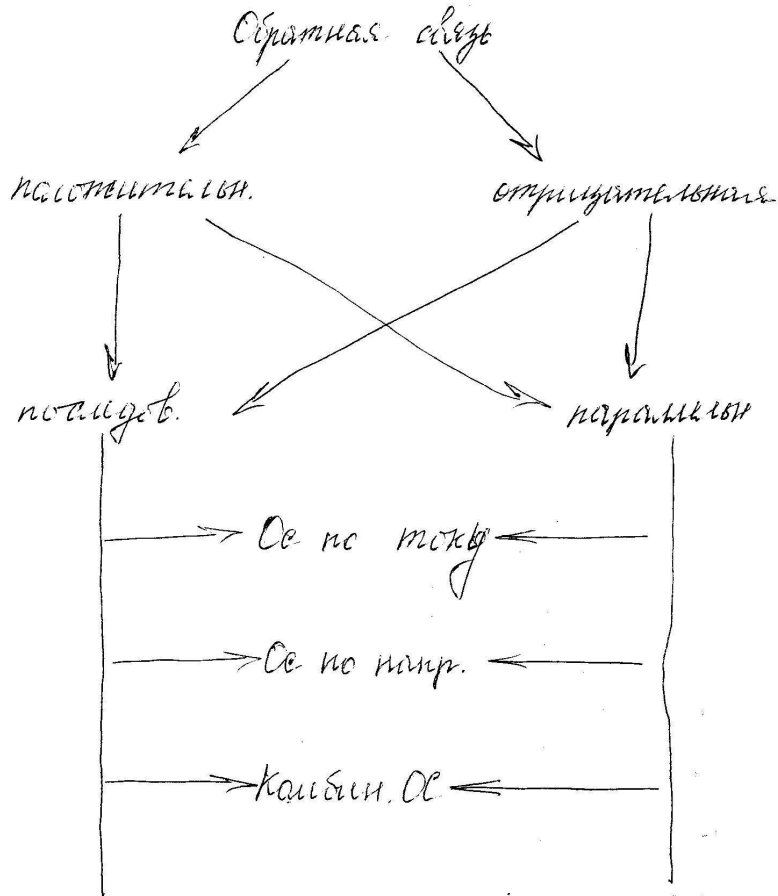 Обратная связь
положительн. отрицательная
последов. параллельн
Ос по току
Ос по напр.
Комбин. ОС